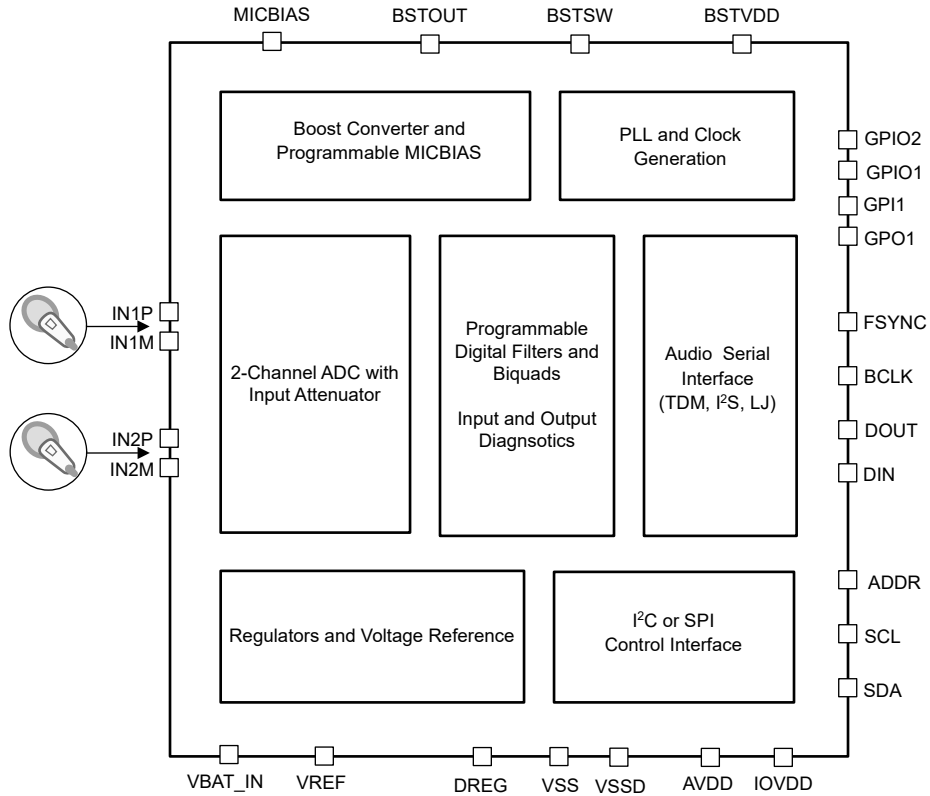 MICBIAS
BSTOUT
BSTSW
BSTVDD
Boost Converter and
Programmable MICBIAS
PLL and Clock
Generation
GPIO2
GPIO1
GPI1
GPO1
IN1P
IN1M
IN2P
IN2M
2-Channel ADC with
Input Attenuator
Programmable
Digital Filters and
Biquads
Input and Output
Diagnsotics
Audio Serial
Interface
(TDM, I²S, LJ)
FSYNC
BCLK
DOUT
DIN
Regulators and Voltage Reference
I²C or SPI
Control Interface
ADDR
SCL
SDA
VBAT_IN
VREF
DREG
VSS
VSSD
AVDD
IOVDD